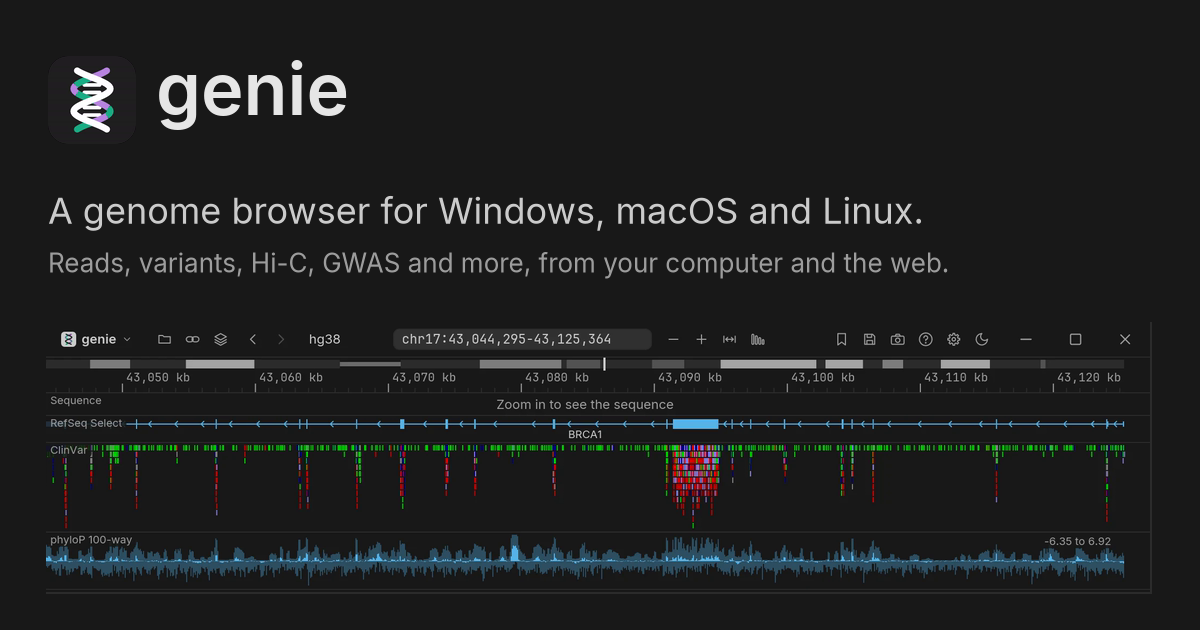 genie
A genome browser for Windows, macOS and Linux.
Reads, variants, Hi-C, GWAS and more, from your computer and the web.
genie hg38 chr17:43,044,295-43,125,364
43,050 kb 43,060 kb 43,070 kb 43,080 kb 43,090 kb 43,100 kb 43,110 kb 43,120 kb
Sequence
Zoom in to see the sequence
RefSeq Select
BRCA1
ClinVar
phyloP 100-way
-6.35 to 6.92